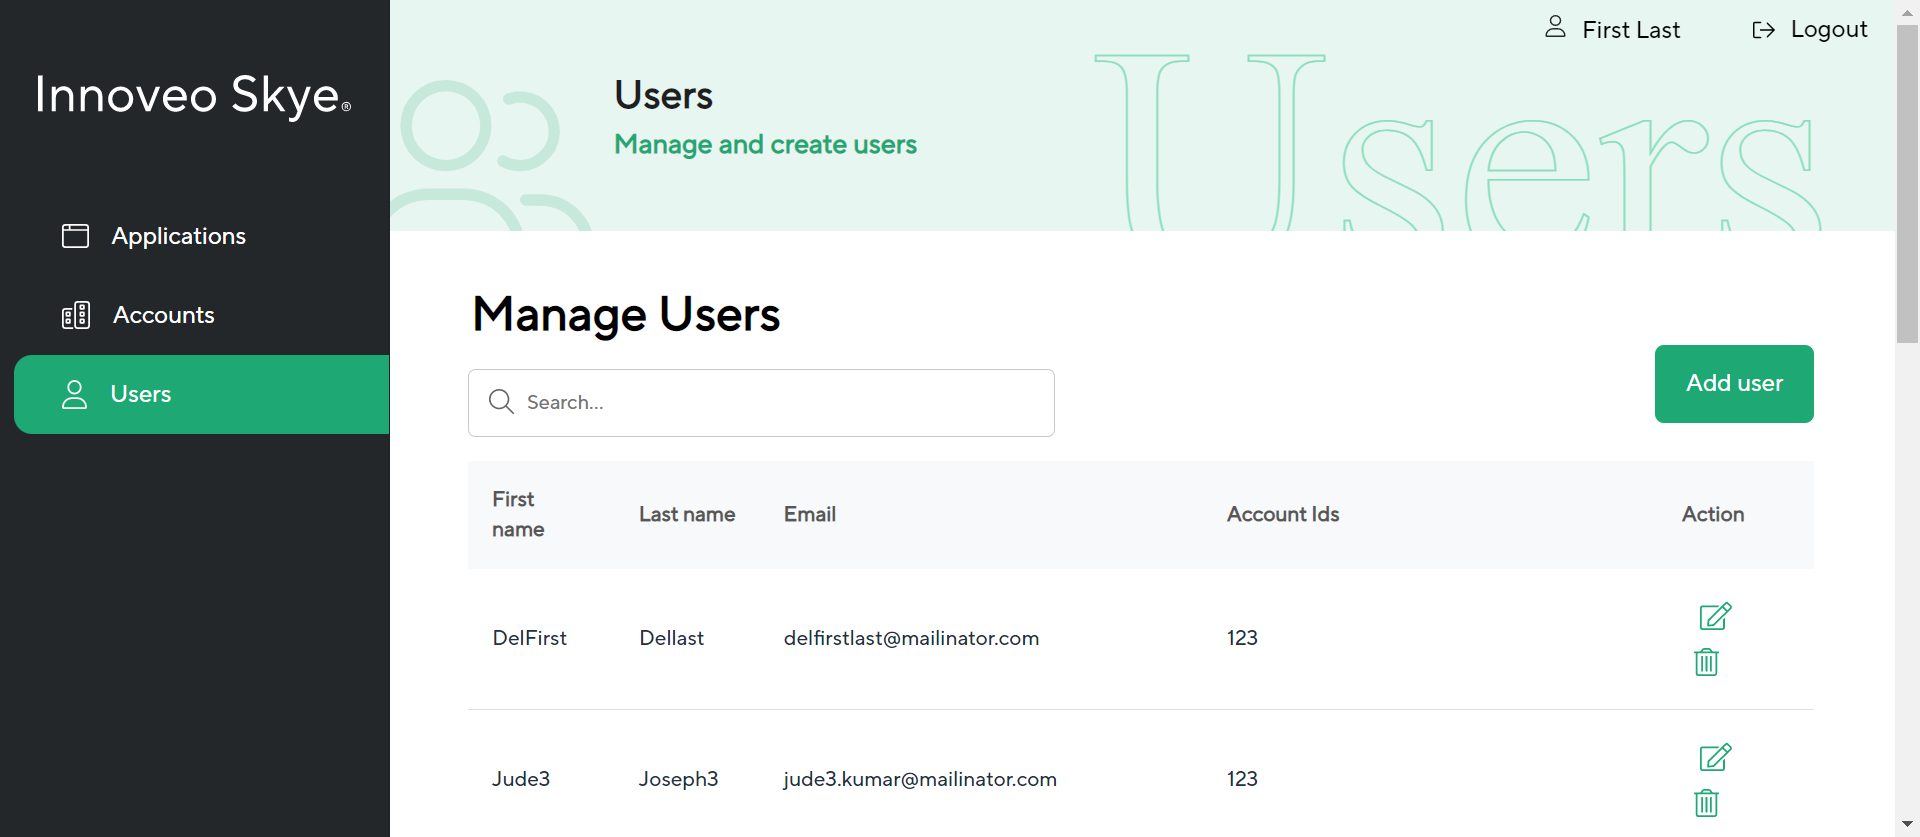 Innoveo Skye®
Applications
Accounts
Users
First Last
Logout
Users
Manage and create users
Users
Manage Users
Search...
Add user
First name
Last name
Email
Account Ids
Action
DelFirst
Dellast
delfirstlast@mailinator.com
123
Jude3
Joseph3
jude3.kumar@mailinator.com
123